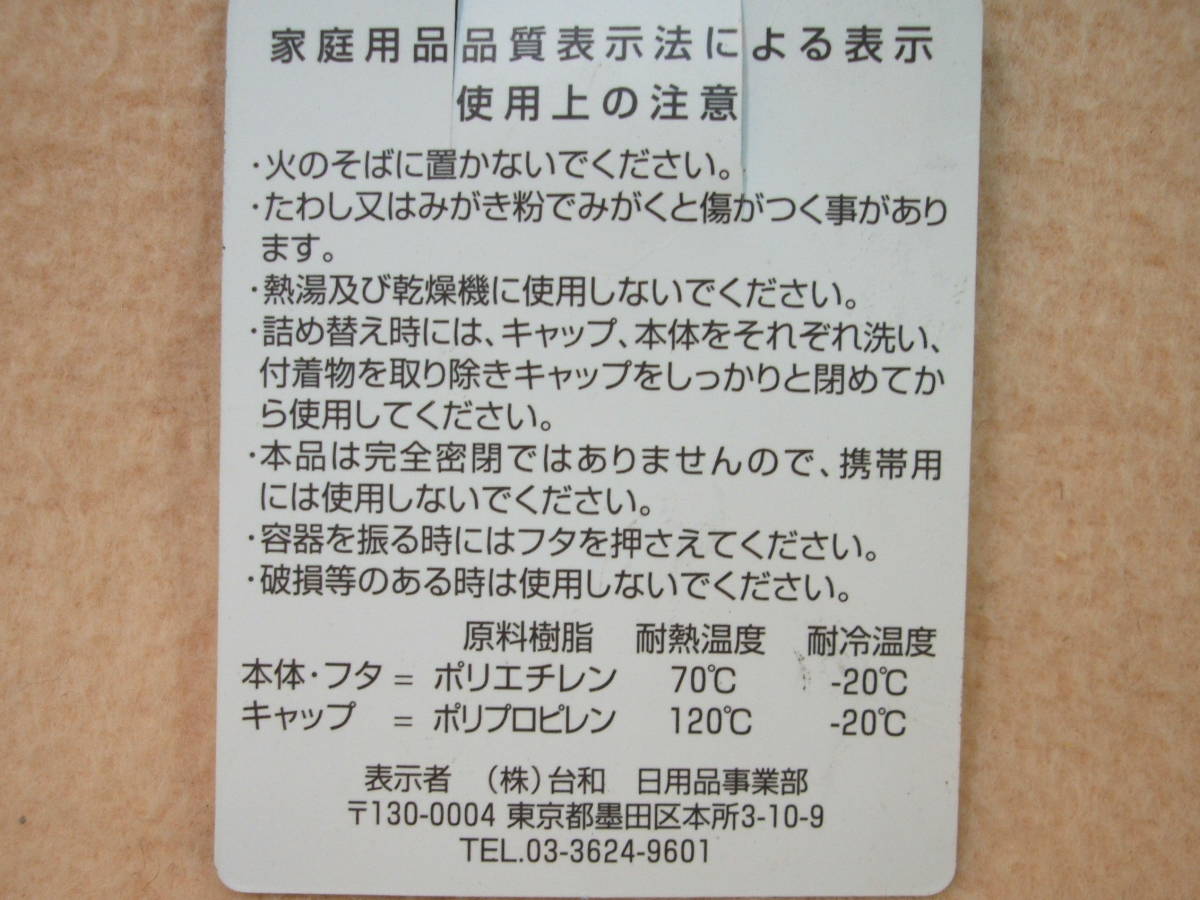 家庭用品品質表示法による表示
使用上の注意
・火のそばに置かないでください。
・たわし又はみがき粉でみがくと傷がつく事があり
ます。
・熱湯及び乾燥機に使用しないでください。
・詰め替え時には、キャップ、本体をそれぞれ洗い、
付着物を取り除きキャップをしっかりと閉めてか
ら使用してください。
・本品は完全密閉ではありませんので、携帯用
には使用しないでください。
・容器を振る時にはフタを押さえてください。
・破損等のある時は使用しないでください。
原料樹脂 耐熱温度 耐冷温度
本体・フタ = ポリエチレン 70℃ -20℃
キャップ = ポリプロピレン 120℃ -20℃
表示者 （株）台和 日用品事業部
〒130-0004 東京都墨田区本所3-10-9
TEL.03-3624-9601